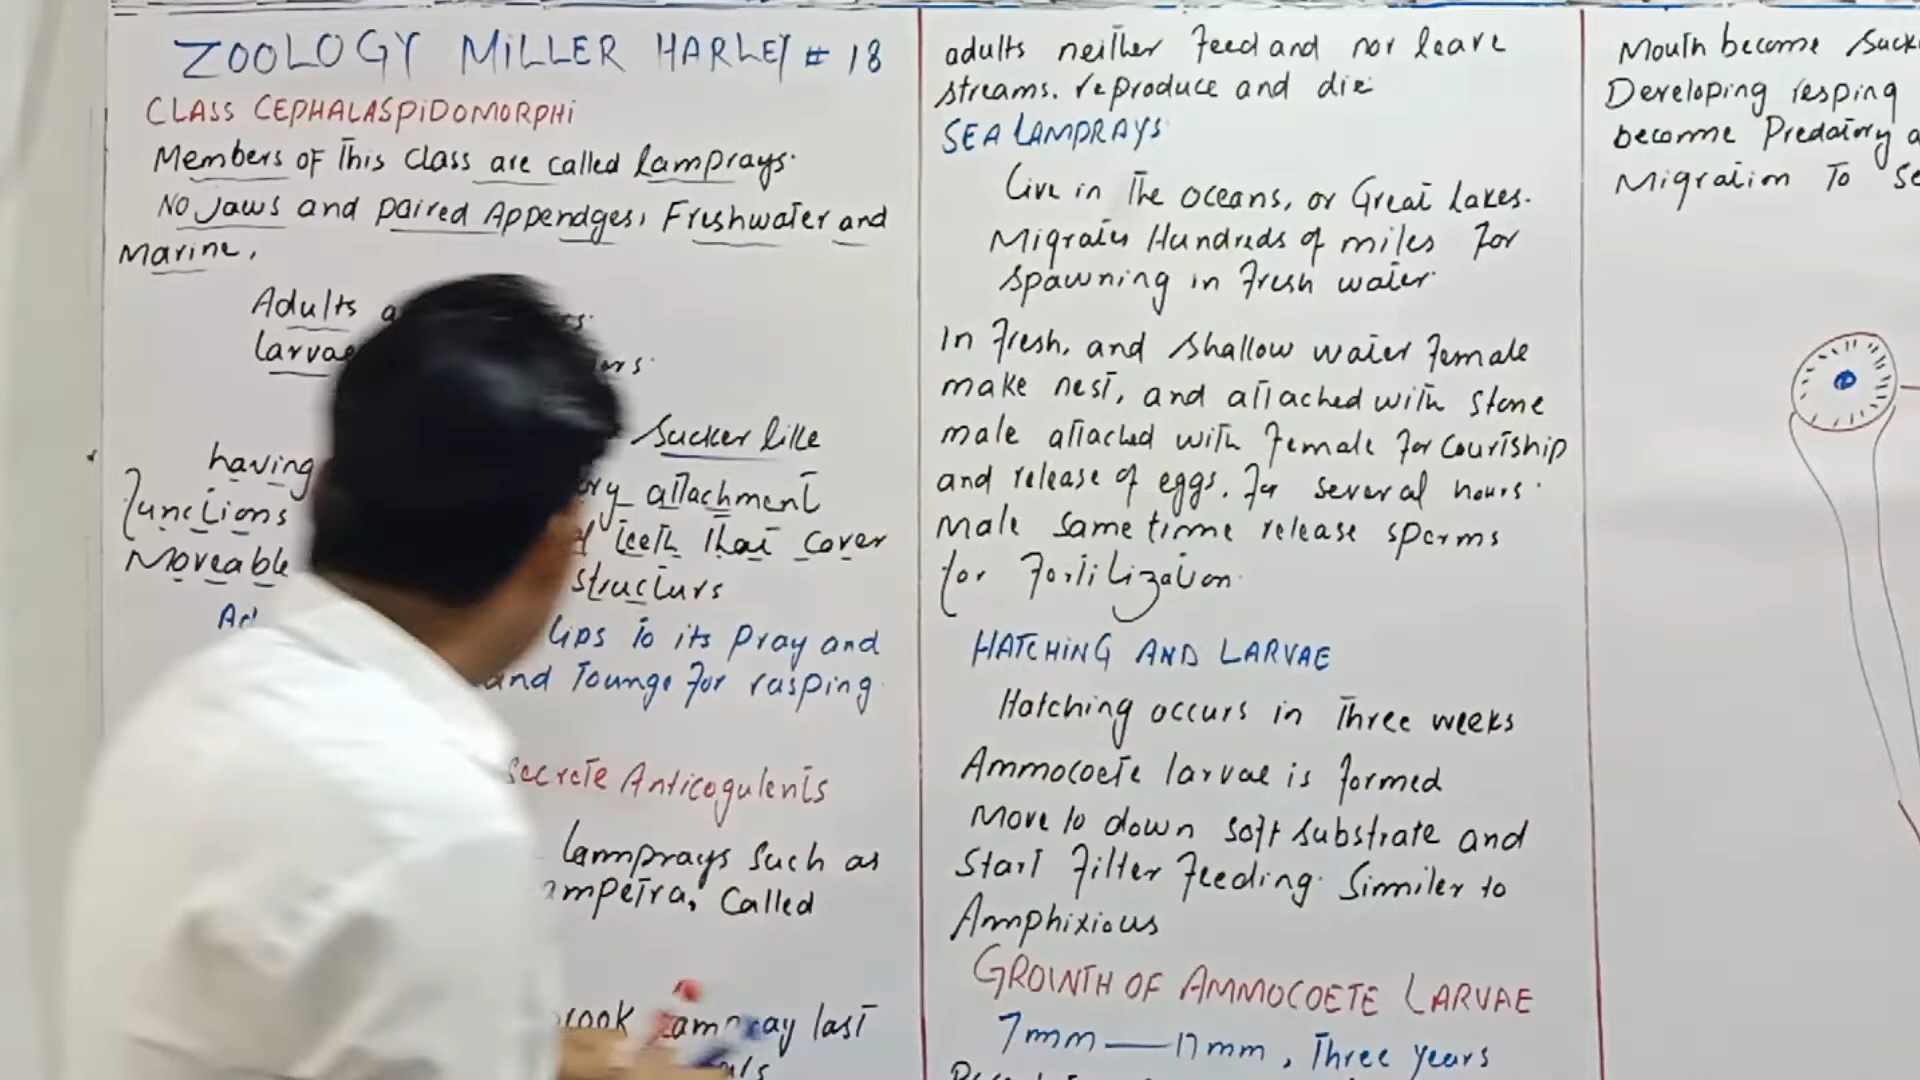 ZOOLOGY MILLER HARLEY # 18
CLASS CEPHALASPIDOMORPHI
Members of This class are called lamprays.
No Jaws and paired Appendges, Freshwater and
Marine,
Adults
larvae
Sucker like
having attachment
Functions teeth that cover
Moveable structurs
lips to its pray and
and Tounge for rasping
secrete Anticogulents
lamprays such as
called
lampray last
adults neither feed and nor leave
streams. reproduce and die
SEA LAMPRAYS
Live in The oceans, or Great Lakes.
Migrates Hundreds of miles for
spawning in fresh water
In fresh, and shallow water female
make nest, and attached with stone
male attached with female for courtship
and release of eggs. for several hours.
Male same timme release sperms
for Fertilization
HATCHING AND LARVAE
Hatching occurs in Three weeks
Ammocoete larvae is formed
Move to down soft substrate and
Start filter feeding. Similer to
Amphixious
GROWTH OF AMMOCOETE LARVAE
7mm — 17mm, Three years
Mouth become
Developing resping
become Predatory
Migration To